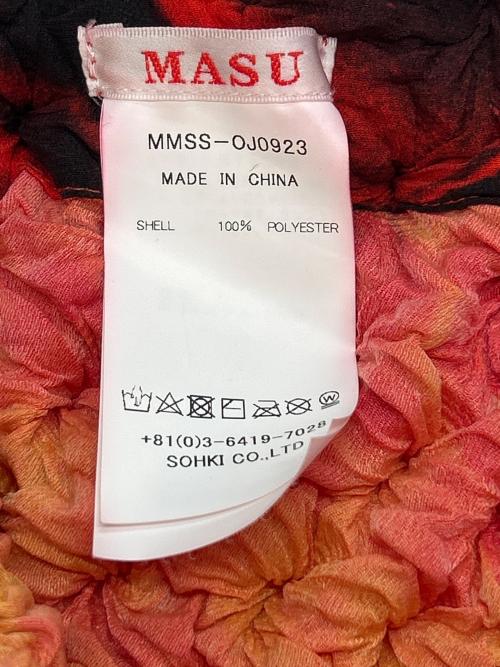 MASU
MMSS-OJ0923
MADE IN CHINA
SHELL 100% POLYESTER
W
+81(0)3-6419-7028
SOHKI CO.,LTD